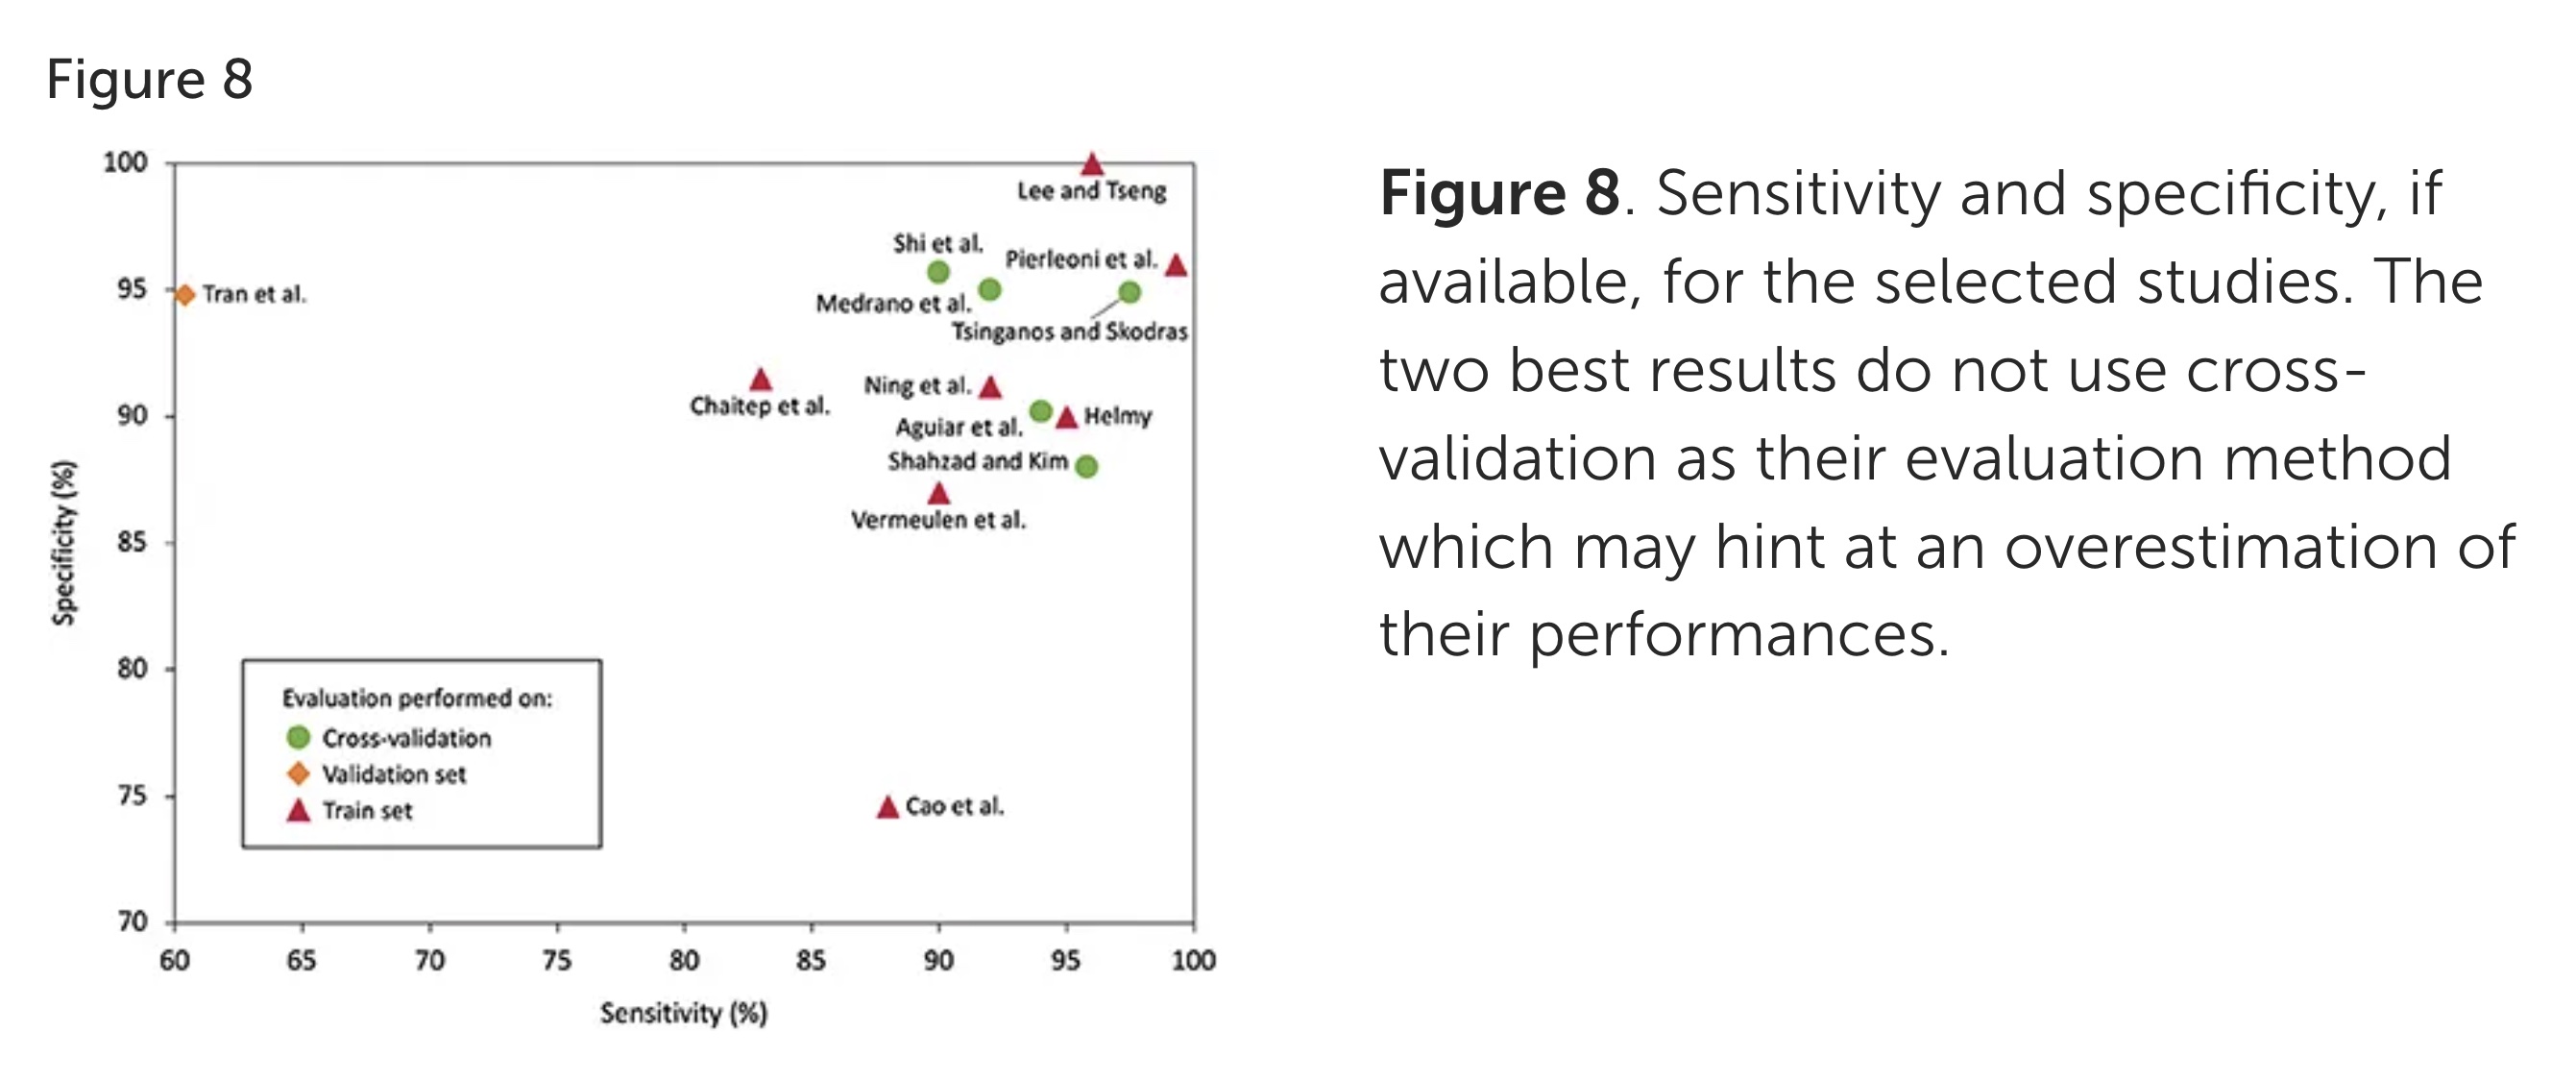 Figure 8
100
Lee and Tseng
Shi et al.
Pierleoni et al.
95
Tran et al.
Medrano et al.
Tsinganos and Skodras
Ning et al.
Chaitep et al.
90
Helmy
Aguiar et al.
Shahzad and Kim
Vermeulen et al.
85
Specificity (%)
80
Evaluation performed on:
Cross-validation
Validation set
Train set
75
Cao et al.
70
60 65 70 75 80 85 90 95 100
Sensitivity (%)
Figure 8. Sensitivity and specificity, if
available, for the selected studies. The
two best results do not use cross-
validation as their evaluation method
which may hint at an overestimation of
their performances.